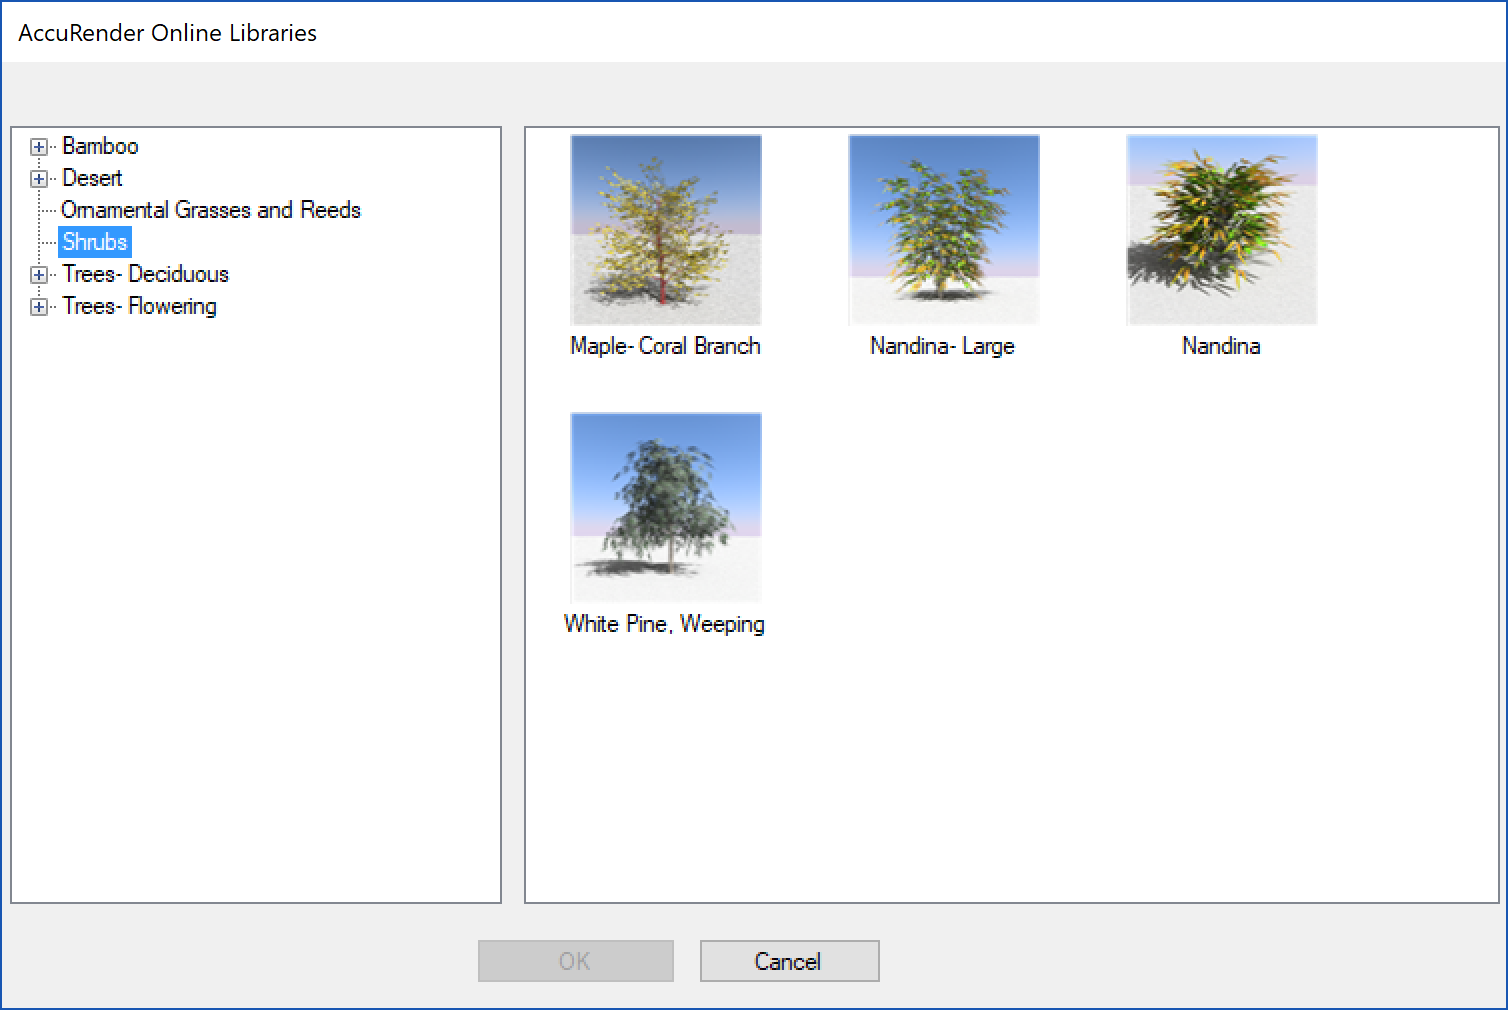 AccuRender Online Libraries
Bamboo
Desert
Ornamental Grasses and Reeds
Shrubs
Trees- Deciduous
Trees- Flowering
Maple- Coral Branch
Nandina- Large
Nandina
White Pine, Weeping
OK
Cancel